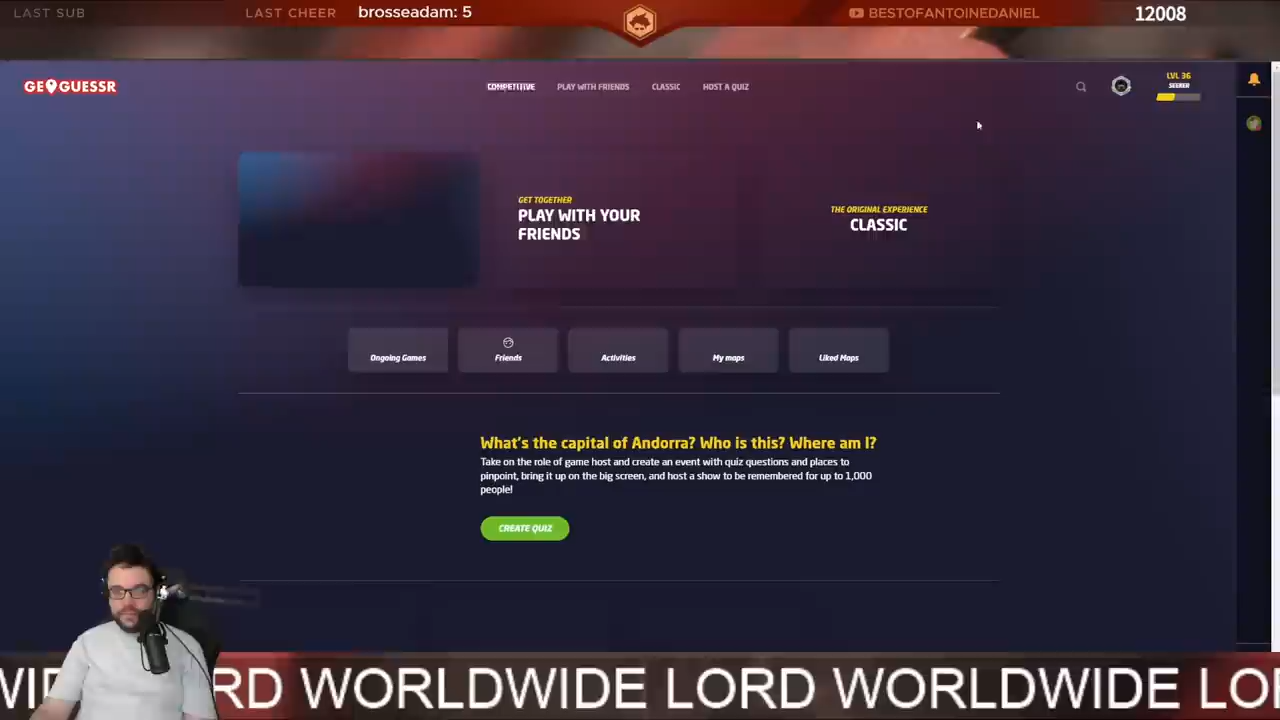 LAST SUB
LAST CHEER
brosseadam: 5
BESTOFANTOINEDANIEL
12008
GEOGUESSR
COMPETITIVE
PLAY WITH FRIENDS
CLASSIC
HOST A QUIZ
LVL 36
SEEKER
GET TOGETHER
PLAY WITH YOUR
FRIENDS
THE ORIGINAL EXPERIENCE
CLASSIC
Ongoing Games
Friends
Activities
My maps
Liked Maps
What's the capital of Andorra? Who is this? Where am I?
Take on the role of game host and create an event with quiz questions and places to
pinpoint, bring it up on the big screen, and host a show to be remembered for up to 1,000
people!
CREATE QUIZ
RD WORLDWIDE LORD WORLDWIDE LO